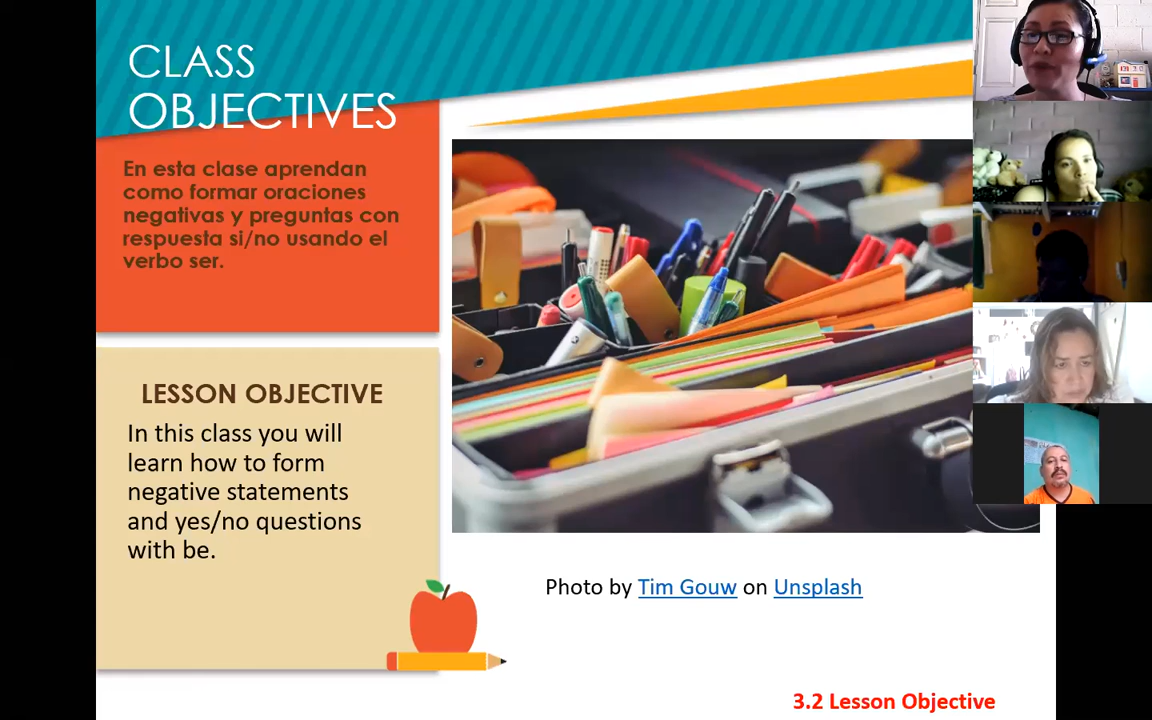 CLASS
OBJECTIVES
En esta clase aprendan
como formar oraciones
negativas y preguntas con
respuesta si/no usando el
verbo ser.
LESSON OBJECTIVE
In this class you will
learn how to form
negative statements
and yes/no questions
with be.
Photo by Tim Gouw on Unsplash
3.2 Lesson Objective